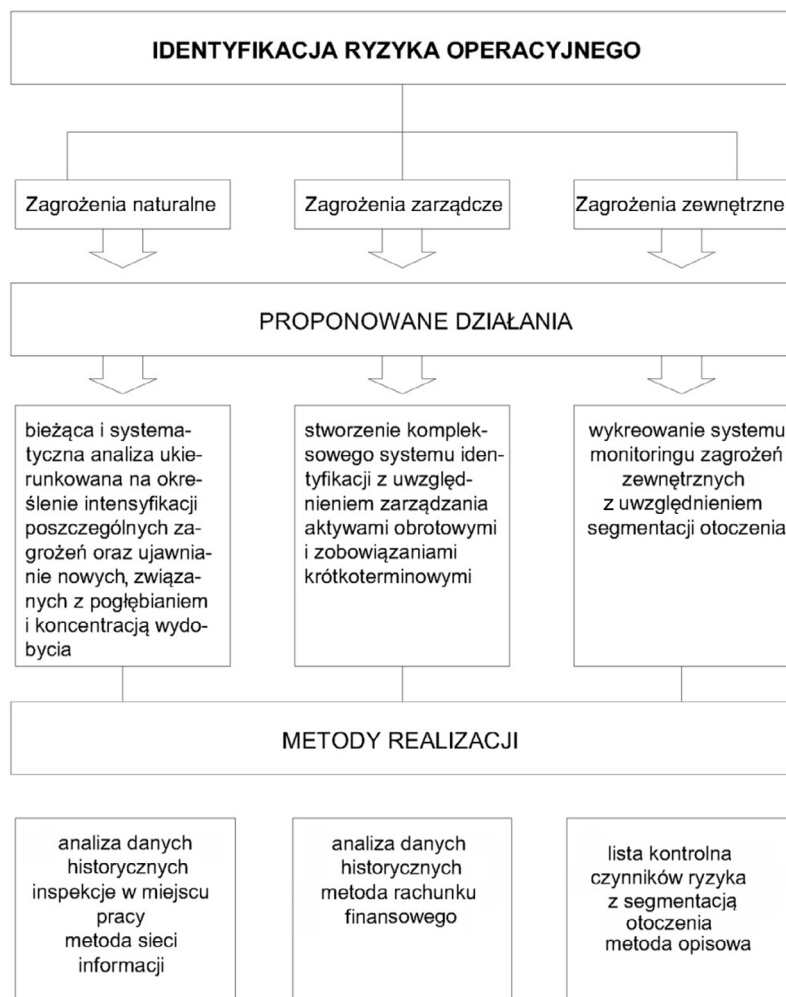 IDENTYFIKACJA RYZYKA OPERACYJNEGO
Zagrożenia naturalne
Zagrożenia zarządcze
Zagrożenia zewnętrzne
PROPONOWANE DZIAŁANIA
bieżąca i systema-
tyczna analiza ukie-
runkowana na okre-
ślenie intensyfikacji
poszczególnych za-
grożeń oraz ujawnia-
nie nowych, związa-
nych z pogłębianiem
i koncentracją wydo-
bycia
stworzenie komplek-
sowego systemu iden-
tyfikacji z uwzględ-
nieniem zarządzania
aktywami obrotowymi
i zobowiązaniami
krótkoterminowymi
wykreowanie systemu
monitoringu zagrożeń
zewnętrznych
z uwzględnieniem
segmentacji otoczenia
METODY REALIZACJI
analiza danych
historycznych
inspekcje w miejscu
pracy
metoda sieci
informacji
analiza danych
historycznych
metoda rachunku
finansowego
lista kontrolna
czynników ryzyka
z segmentacją
otoczenia
metoda opisowa